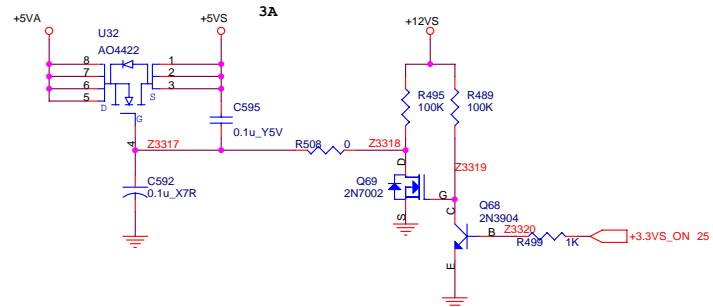 3A
+5VA
U32
+5VS
+12VS
AO4422
8
1
7
2
6
3
5
D
S
G
R495
100K
R489
100K
C595
0.1u_Y5V
4
Z3317
R508
0
Z3318
D
Z3319
C592
0.1u_X7R
Q69
2N7002
G
S
C
Q68
2N3904
B
Z3320
R499
1K
+3.3VS_ON
25
E